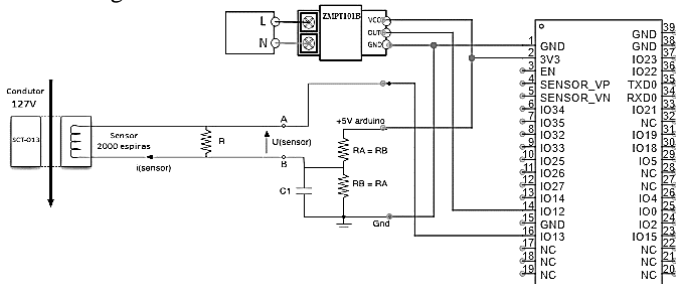 L
N
ZMPT101B
VCC
OUT
GND
Condutor
127V
SCT-013
Sensor
2000 espiras
i(sensor)
R
A
U(sensor)
B
C1
+5V arduing
RA = RB
RB = RA
Gnd
1 GND
2 3V3
3 EN
4 SENSOR_VP
5 SENSOR_VN
6 IO34
7 IO35
8 IO32
9 IO33
10 IO25
11 IO26
12 IO27
13 IO14
14 IO12
15 GND
16 IO13
17 NC
18 NC
19 NC
GND 39
GND 38
IO23 37
IO22 36
TXD0 35
RXD0 34
IO21 33
NC 32
IO19 31
IO18 30
IO5 29
NC 28
NC 27
IO4 26
IO0 25
IO2 24
IO15 23
NC 22
NC 21
NC 20